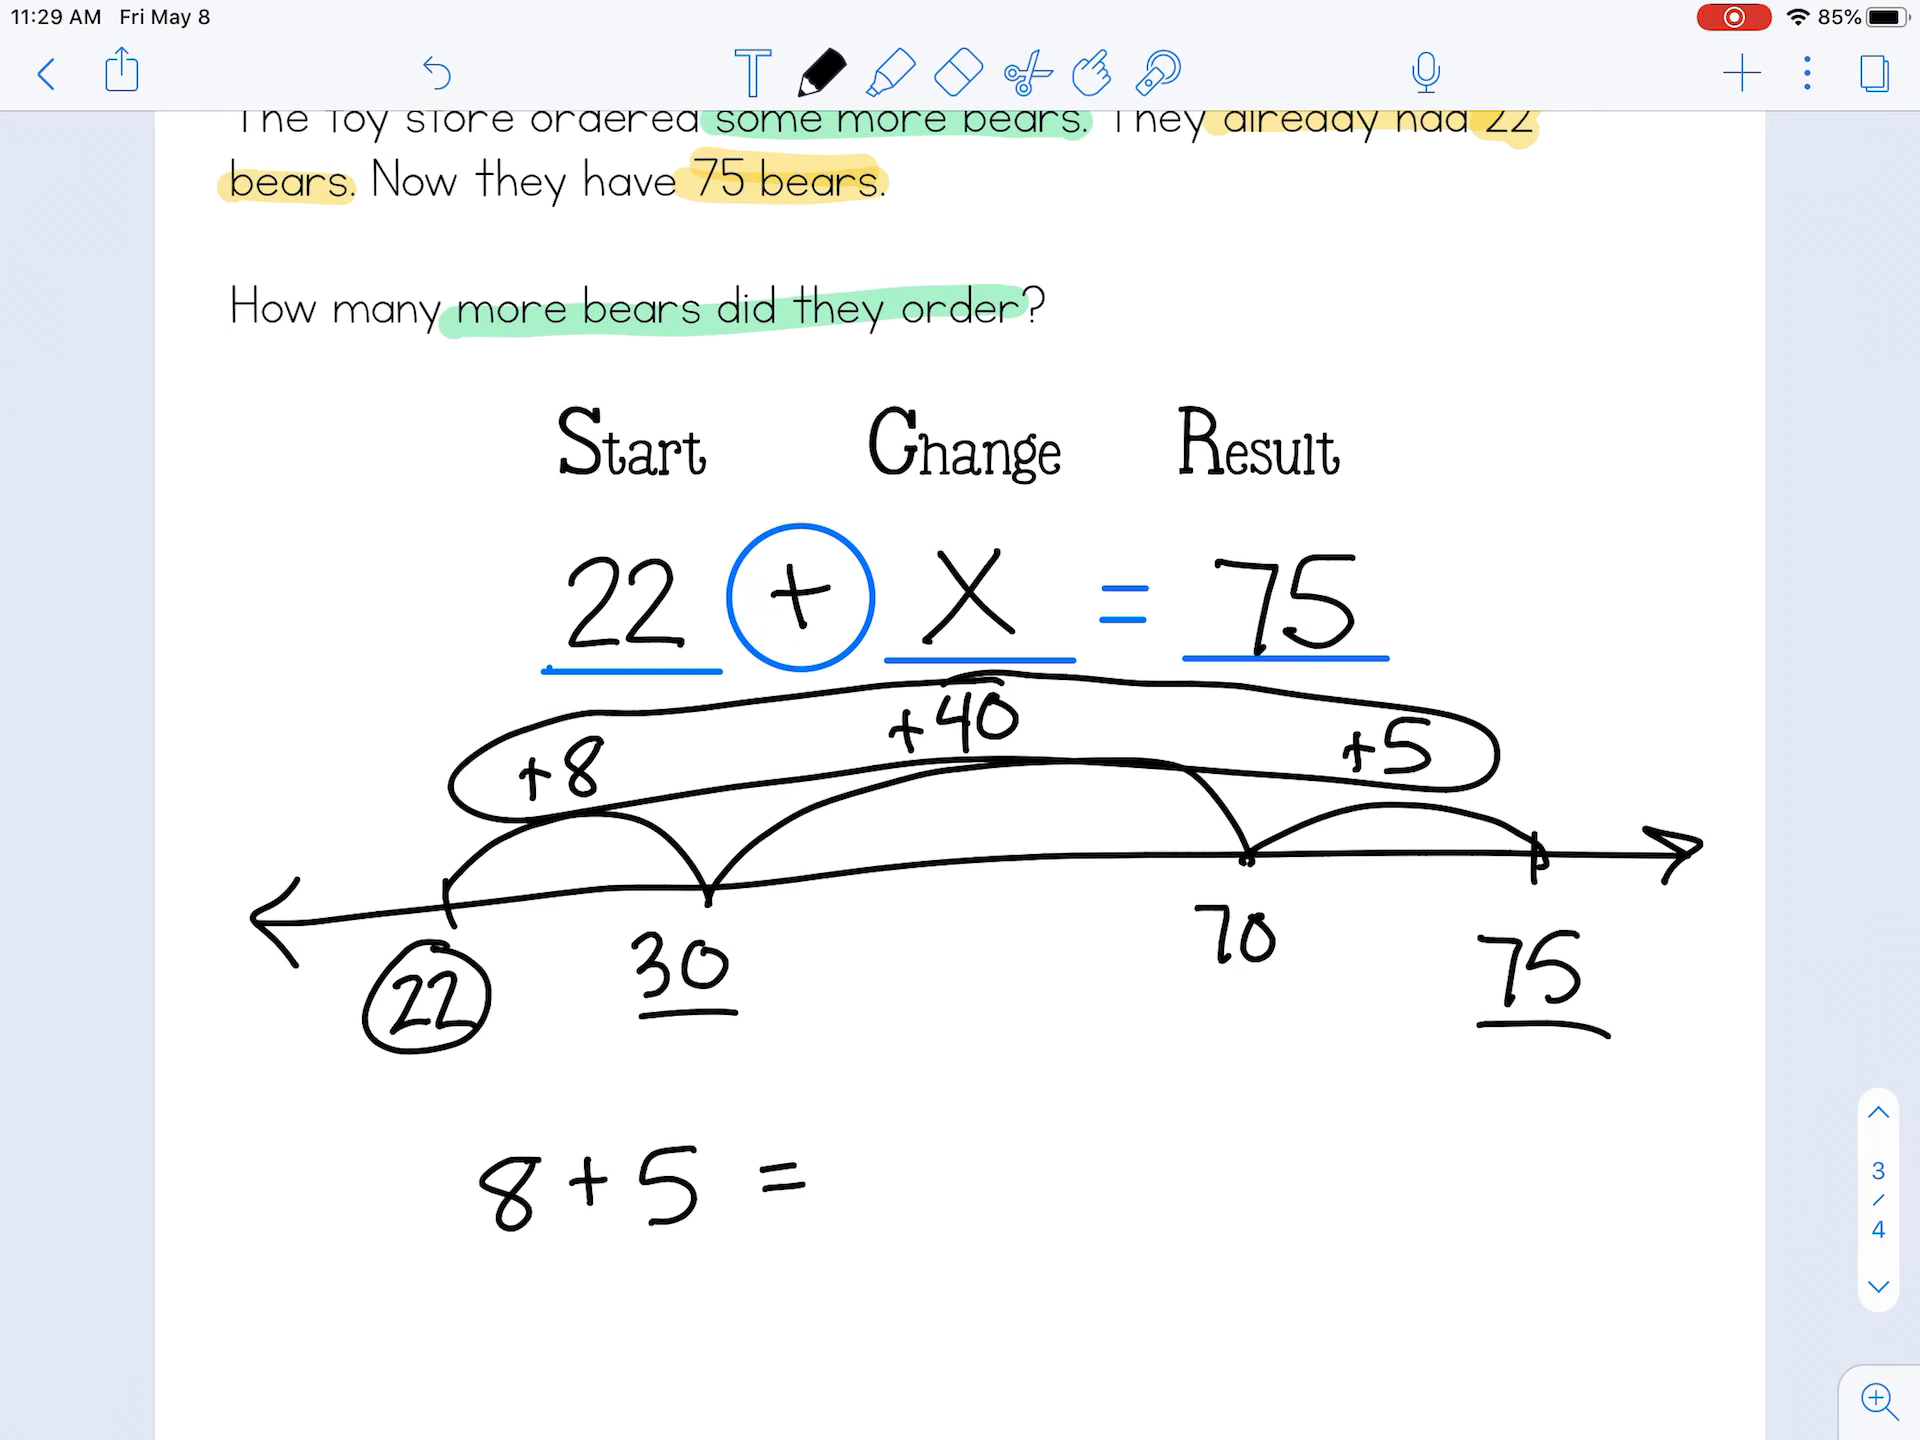 11:29 AM Fri May 8 85%
The toy store ordered some more bears. They already had 22
bears. Now they have 75 bears.
How many more bears did they order?
Start Change Result
22 + X = 75
+8 +40 +5
22 30 70 75
8 + 5 =
3
/
4